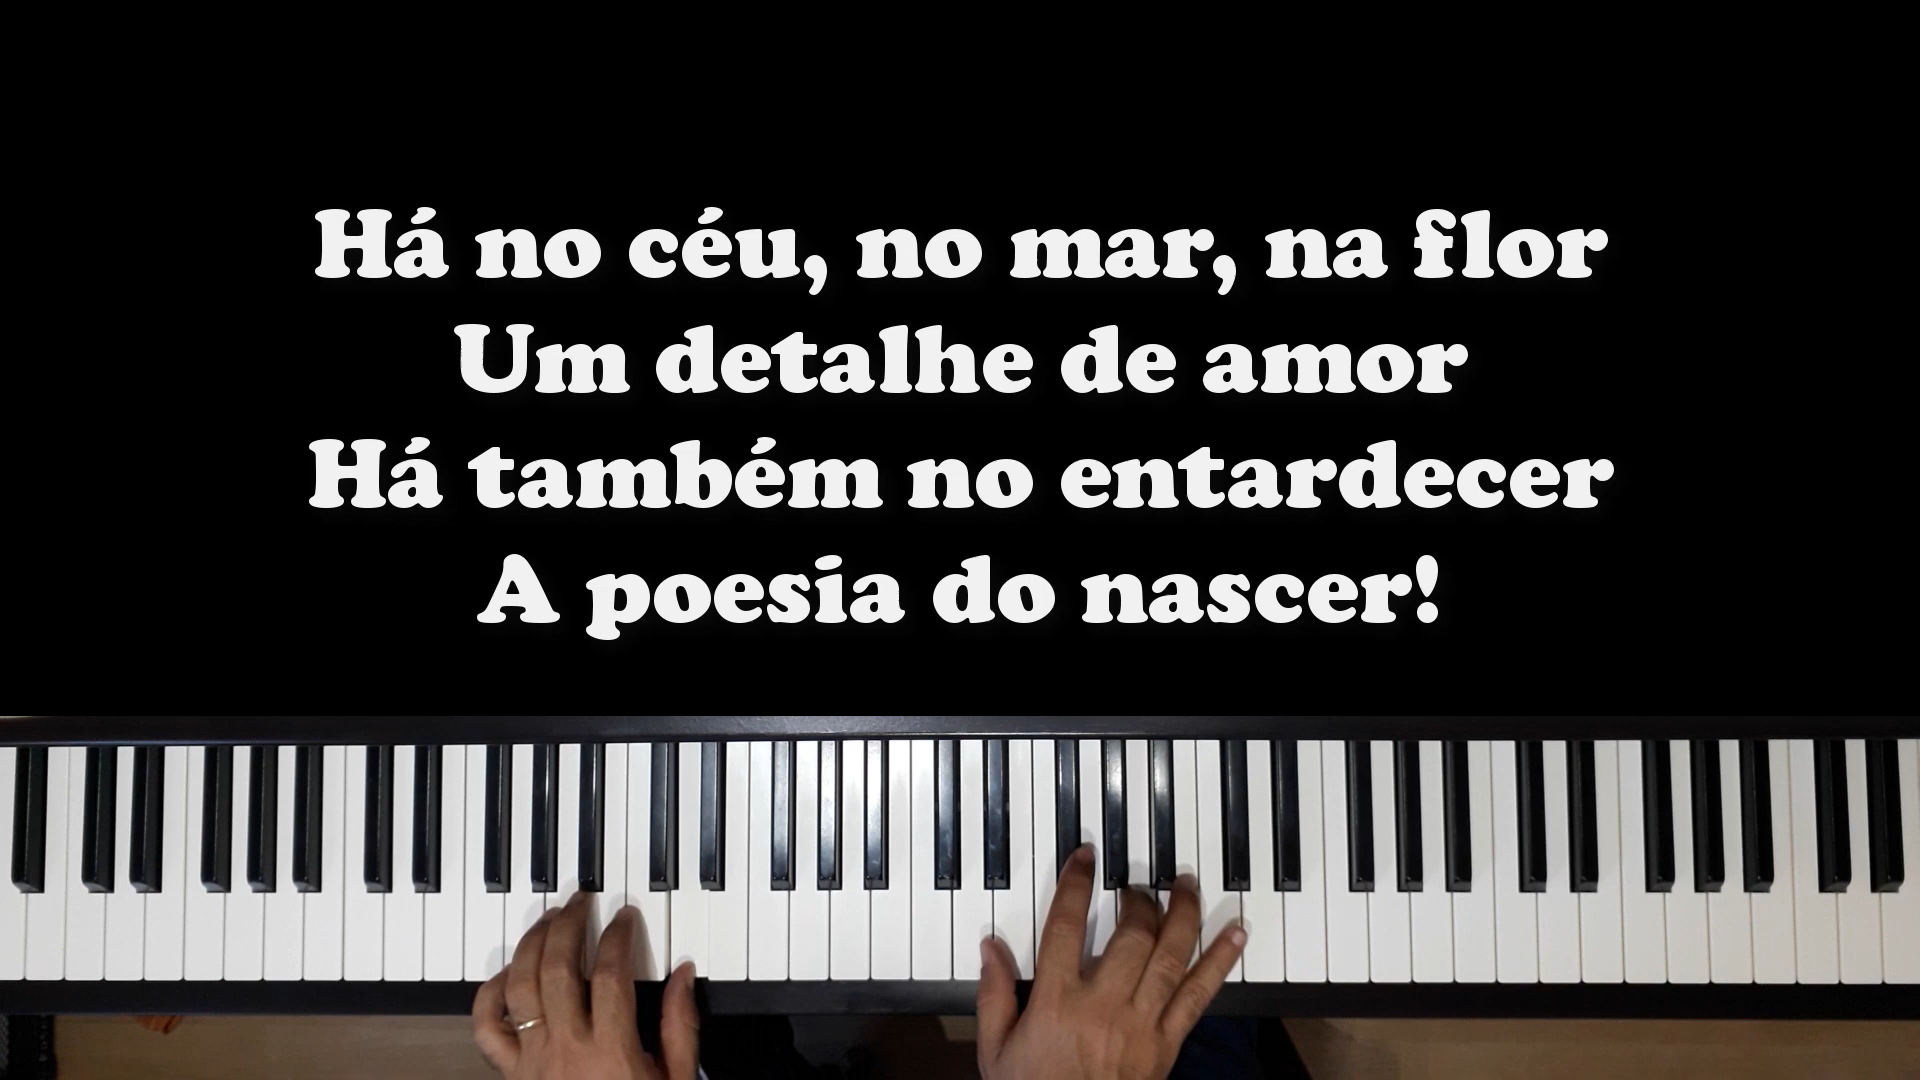 Há no céu, no mar, na flor
Um detalhe de amor
Há também no entardecer
A poesia do nascer!